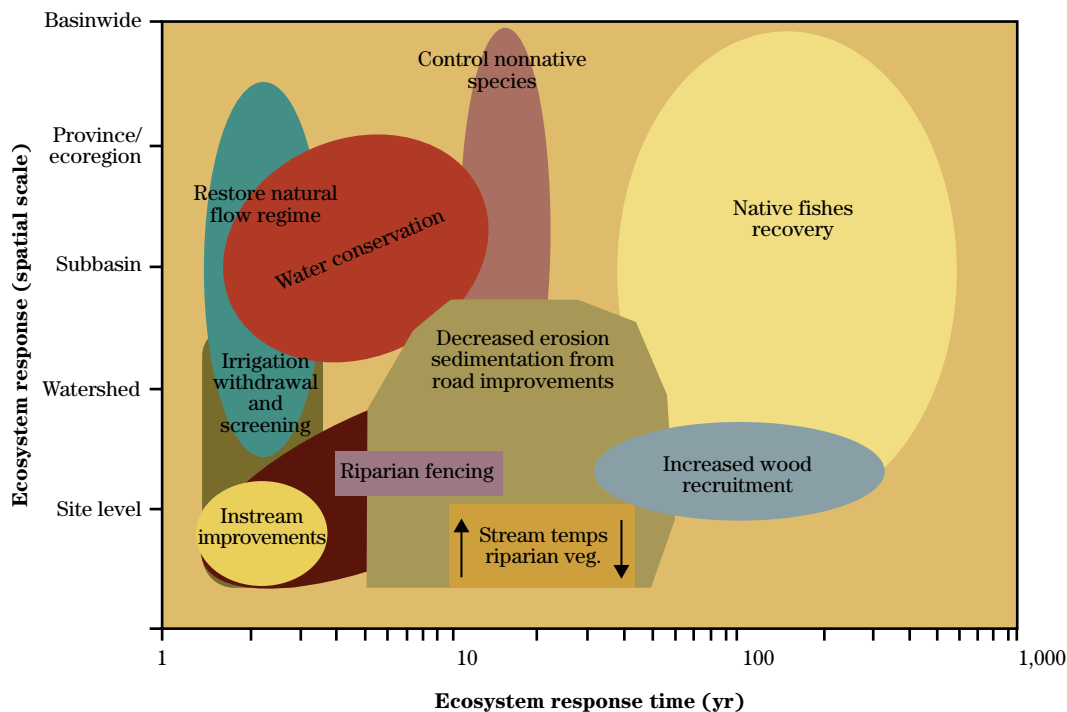 Basinwide
Province/
ecoregion
Subbasin
Watershed
Site level
Ecosystem response (spatial scale)
Control nonnative
species
Restore natural
flow regime
Water conservation
Native fishes
recovery
Irrigation
withdrawal
and
screening
Decreased erosion
sedimentation from
road improvements
Riparian fencing
Increased wood
recruitment
Instream
improvements
Stream temps
riparian veg.
1
10
100
1,000
Ecosystem response time (yr)